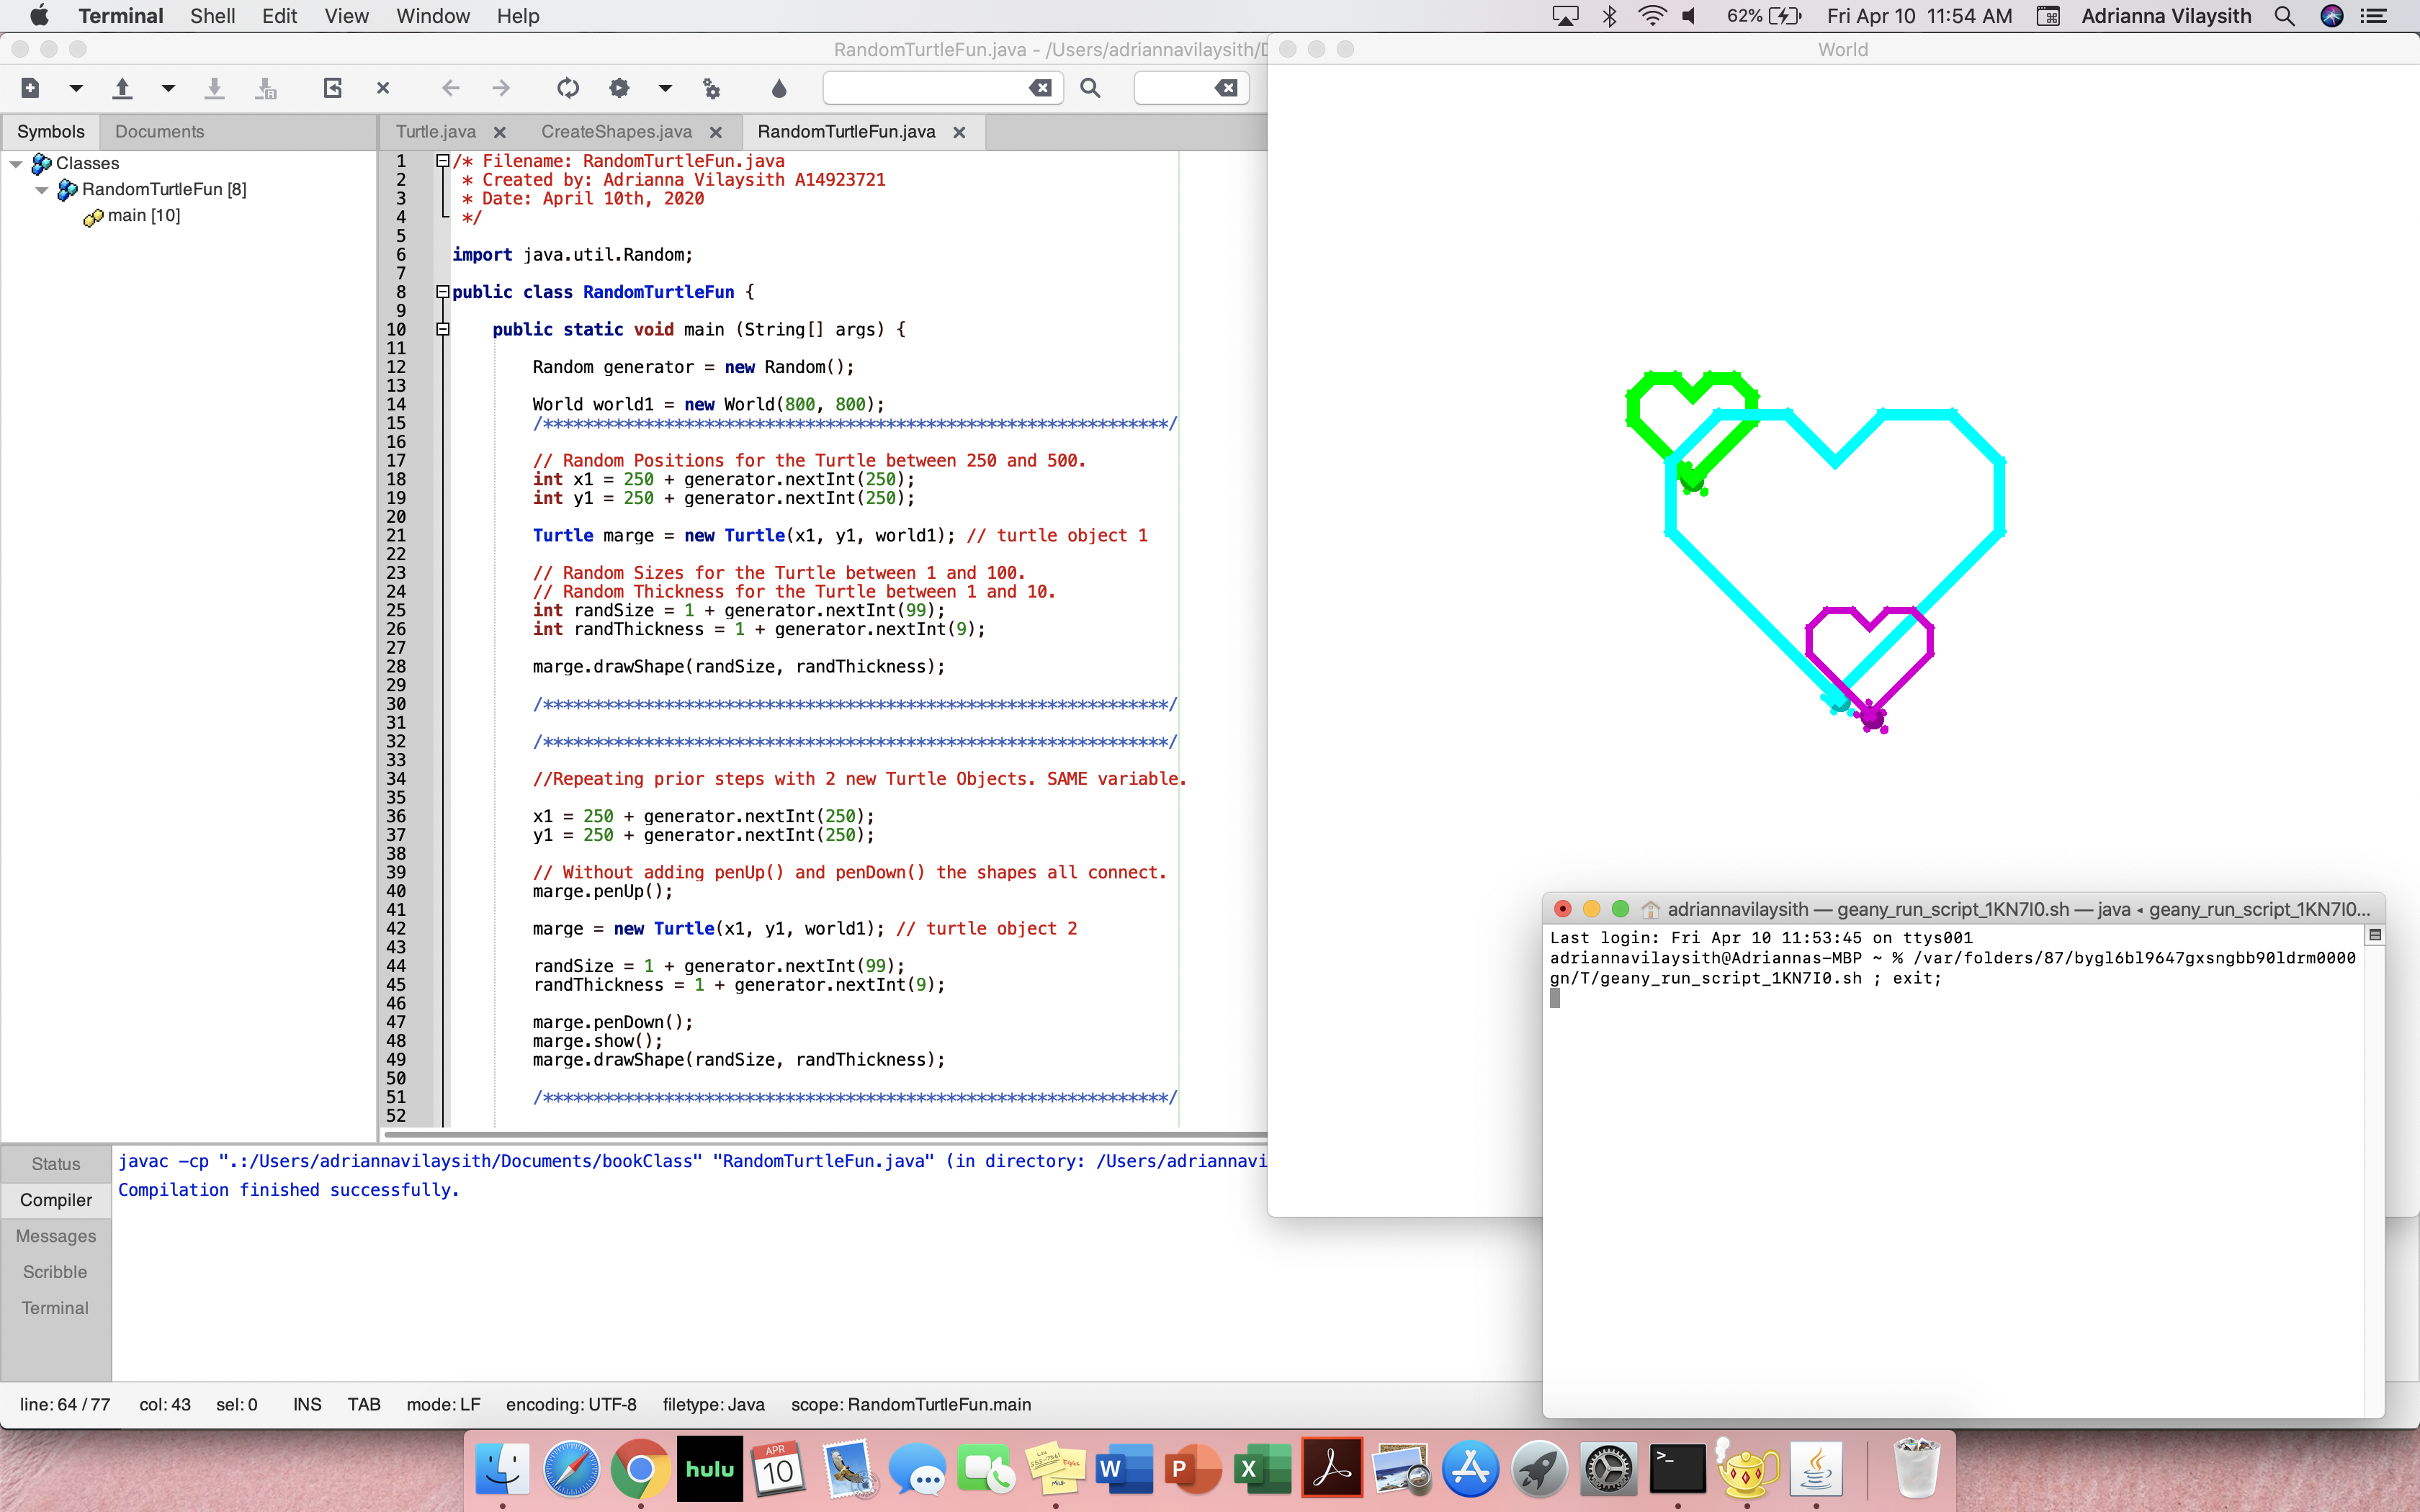 Terminal Shell Edit View Window Help 62% Fri Apr 10 11:54 AM Adrianna Vilaysith
RandomTurtleFun.java - /Users/adriannavilaysith/D
World
Symbols Documents
Turtle.java CreateShapes.java RandomTurtleFun.java
Classes
RandomTurtleFun [8]
main [10]
1 /* Filename: RandomTurtleFun.java
2 * Created by: Adrianna Vilaysith A14923721
3 * Date: April 10th, 2020
4 */
5
6 import java.util.Random;
7
8 public class RandomTurtleFun {
9
10 public static void main (String[] args) {
11
12 Random generator = new Random();
13
14 World world1 = new World(800, 800);
15 /**************************************************************/
16
17 // Random Positions for the Turtle between 250 and 500.
18 int x1 = 250 + generator.nextInt(250);
19 int y1 = 250 + generator.nextInt(250);
20
21 Turtle marge = new Turtle(x1, y1, world1); // turtle object 1
22
23 // Random Sizes for the Turtle between 1 and 100.
24 // Random Thickness for the Turtle between 1 and 10.
25 int randSize = 1 + generator.nextInt(99);
26 int randThickness = 1 + generator.nextInt(9);
27
28 marge.drawShape(randSize, randThickness);
29
30 /**************************************************************/
31
32 /**************************************************************/
33
34 //Repeating prior steps with 2 new Turtle Objects. SAME variable.
35
36 x1 = 250 + generator.nextInt(250);
37 y1 = 250 + generator.nextInt(250);
38
39 // Without adding penUp() and penDown() the shapes all connect.
40 marge.penUp();
41
42 marge = new Turtle(x1, y1, world1); // turtle object 2
43
44 randSize = 1 + generator.nextInt(99);
45 randThickness = 1 + generator.nextInt(9);
46
47 marge.penDown();
48 marge.show();
49 marge.drawShape(randSize, randThickness);
50
51 /**************************************************************/
52
adriannavilaysith — geany_run_script_1KN7I0.sh — java ◂ geany_run_script_1KN7I0...
Last login: Fri Apr 10 11:53:45 on ttys001
adriannavilaysith@Adriannas-MBP ~ % /var/folders/87/bygl6bl9647gxsngbb90ldrm0000
gn/T/geany_run_script_1KN7I0.sh ; exit;
Status
Compiler
Messages
Scribble
Terminal
javac -cp ".:/Users/adriannavilaysith/Documents/bookClass" "RandomTurtleFun.java" (in directory: /Users/adriannavi
Compilation finished successfully.
line: 64 / 77 col: 43 sel: 0 INS TAB mode: LF encoding: UTF-8 filetype: Java scope: RandomTurtleFun.main
hulu
APR
10
W
P
X
>_